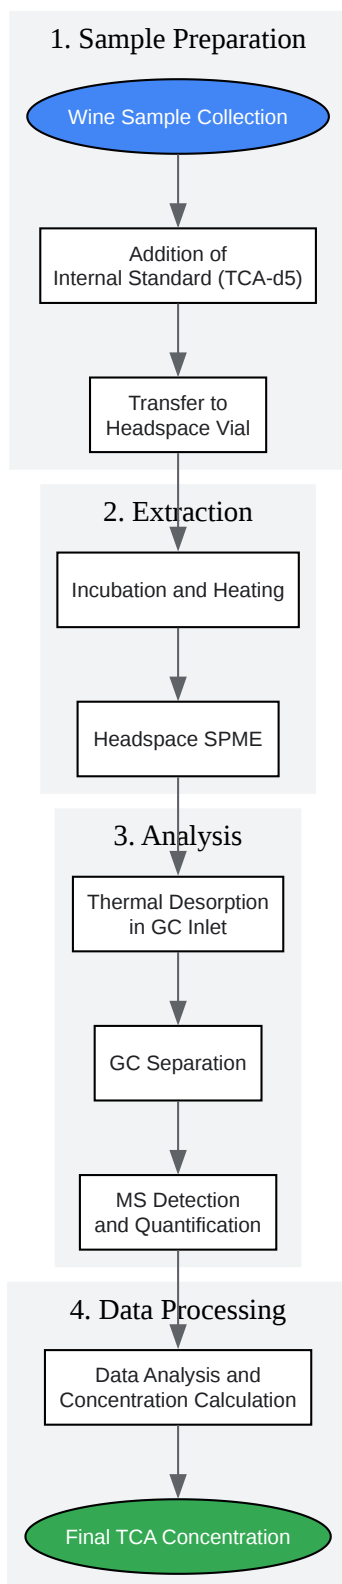 1. Sample Preparation
Wine Sample Collection
Addition of
Internal Standard (TCA-d5)
Transfer to
Headspace Vial
2. Extraction
Incubation and Heating
Headspace SPME
3. Analysis
Thermal Desorption
in GC Inlet
GC Separation
MS Detection
and Quantification
4. Data Processing
Data Analysis and
Concentration Calculation
Final TCA Concentration